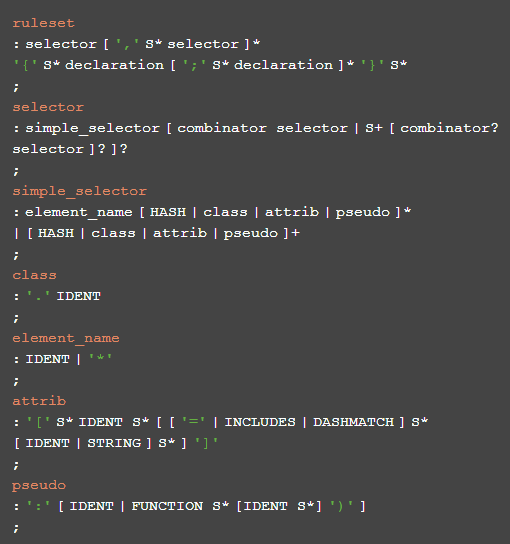 ruleset
: selector [ ',' S* selector ]*
'{' S* declaration [ ';' S* declaration ]* '}' S*
;
selector
: simple_selector [ combinator selector | S+ [ combinator?
selector ]? ]?
;
simple_selector
: element_name [ HASH | class | attrib | pseudo ]*
| [ HASH | class | attrib | pseudo ]+
;
class
: '.' IDENT
;
element_name
: IDENT | '*'
;
attrib
: '[' S* IDENT S* [ [ '=' | INCLUDES | DASHMATCH ] S*
[ IDENT | STRING ] S* ] ']'
;
pseudo
: ':' [ IDENT | FUNCTION S* [IDENT S*] ')' ]
;